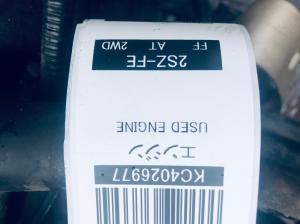 KC4026977
エンジン
USED ENGINE
2SZ-FE
FF AT 2WD